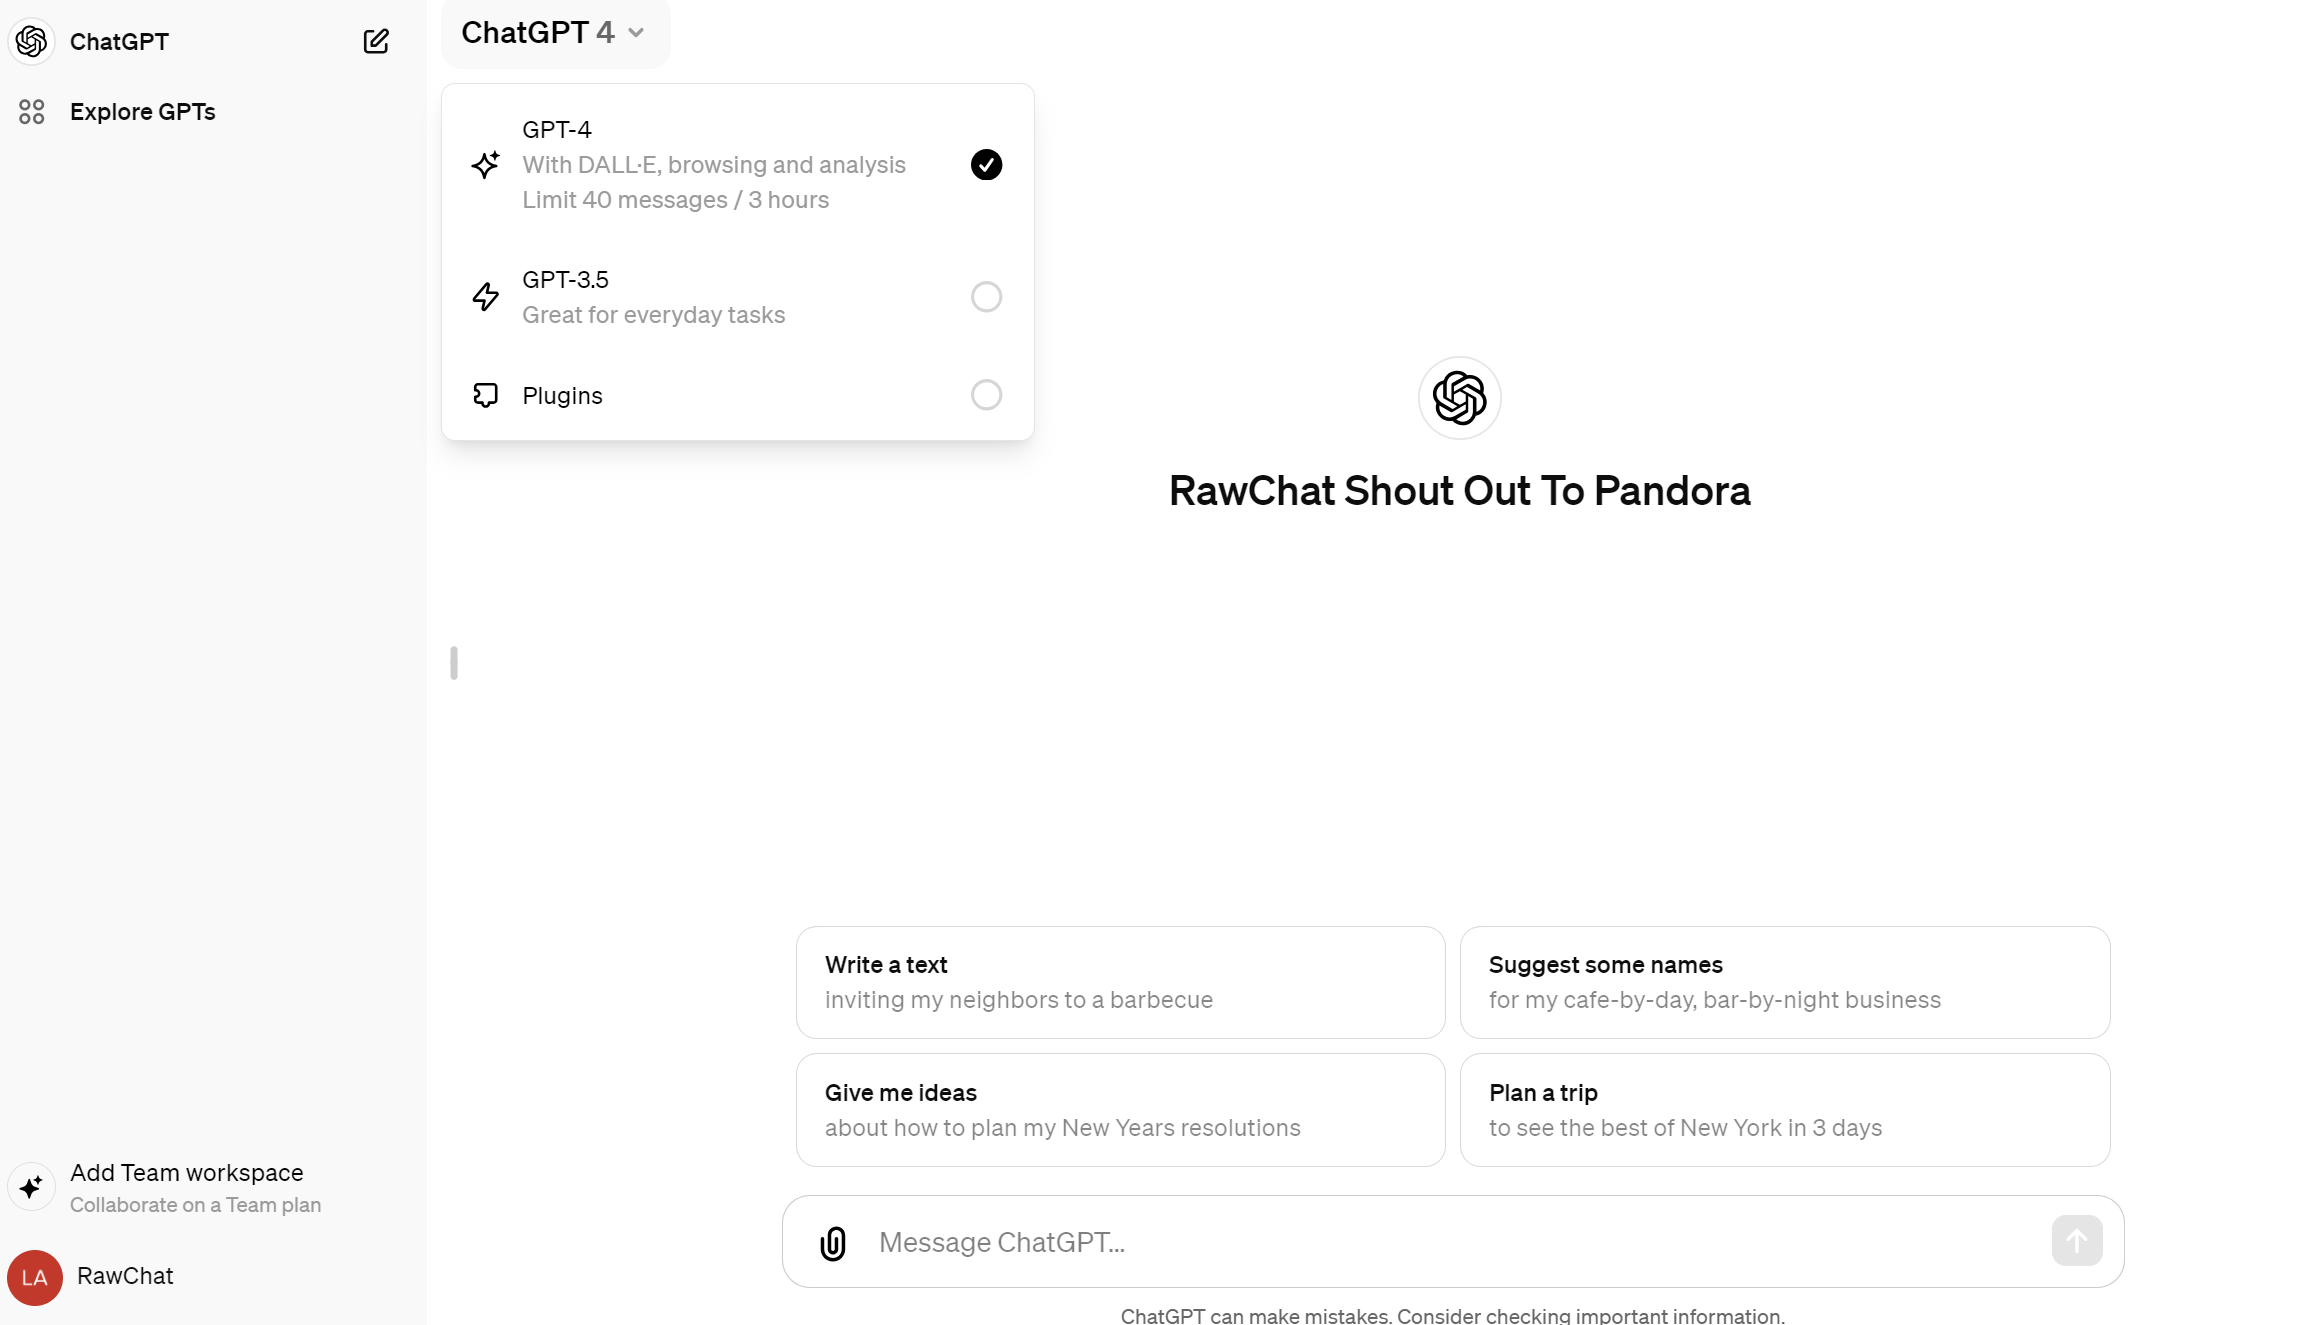 ChatGPT
Explore GPTs
ChatGPT 4
GPT-4
With DALL·E, browsing and analysis
Limit 40 messages / 3 hours
GPT-3.5
Great for everyday tasks
Plugins
RawChat Shout Out To Pandora
Write a text
inviting my neighbors to a barbecue
Suggest some names
for my cafe-by-day, bar-by-night business
Give me ideas
about how to plan my New Years resolutions
Plan a trip
to see the best of New York in 3 days
Add Team workspace
Collaborate on a Team plan
LA
RawChat
Message ChatGPT...
ChatGPT can make mistakes. Consider checking important information.